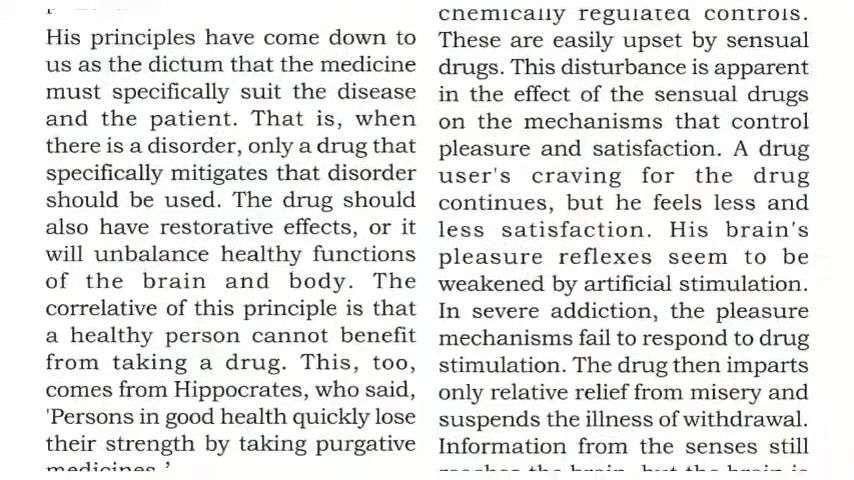 His principles have come down to
us as the dictum that the medicine
must specifically suit the disease
and the patient. That is, when
there is a disorder, only a drug that
specifically mitigates that disorder
should be used. The drug should
also have restorative effects, or it
will unbalance healthy functions
of the brain and body. The
correlative of this principle is that
a healthy person cannot benefit
from taking a drug. This, too,
comes from Hippocrates, who said,
'Persons in good health quickly lose
their strength by taking purgative
medicines.'
chemically regulated controls.
These are easily upset by sensual
drugs. This disturbance is apparent
in the effect of the sensual drugs
on the mechanisms that control
pleasure and satisfaction. A drug
user's craving for the drug
continues, but he feels less and
less satisfaction. His brain's
pleasure reflexes seem to be
weakened by artificial stimulation.
In severe addiction, the pleasure
mechanisms fail to respond to drug
stimulation. The drug then imparts
only relative relief from misery and
suspends the illness of withdrawal.
Information from the senses still
reaches the brain, but the brain is